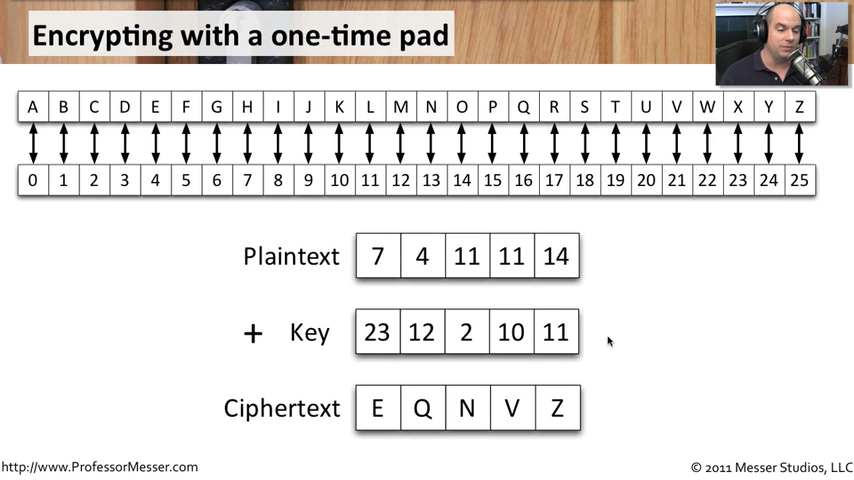 Encrypting with a one-time pad
A B C D E F G H I J K L M N O P Q R S T U V W X Y Z
0 1 2 3 4 5 6 7 8 9 10 11 12 13 14 15 16 17 18 19 20 21 22 23 24 25
Plaintext 7 4 11 11 14
+ Key 23 12 2 10 11
Ciphertext E Q N V Z
http://www.ProfessorMesser.com © 2011 Messer Studios, LLC